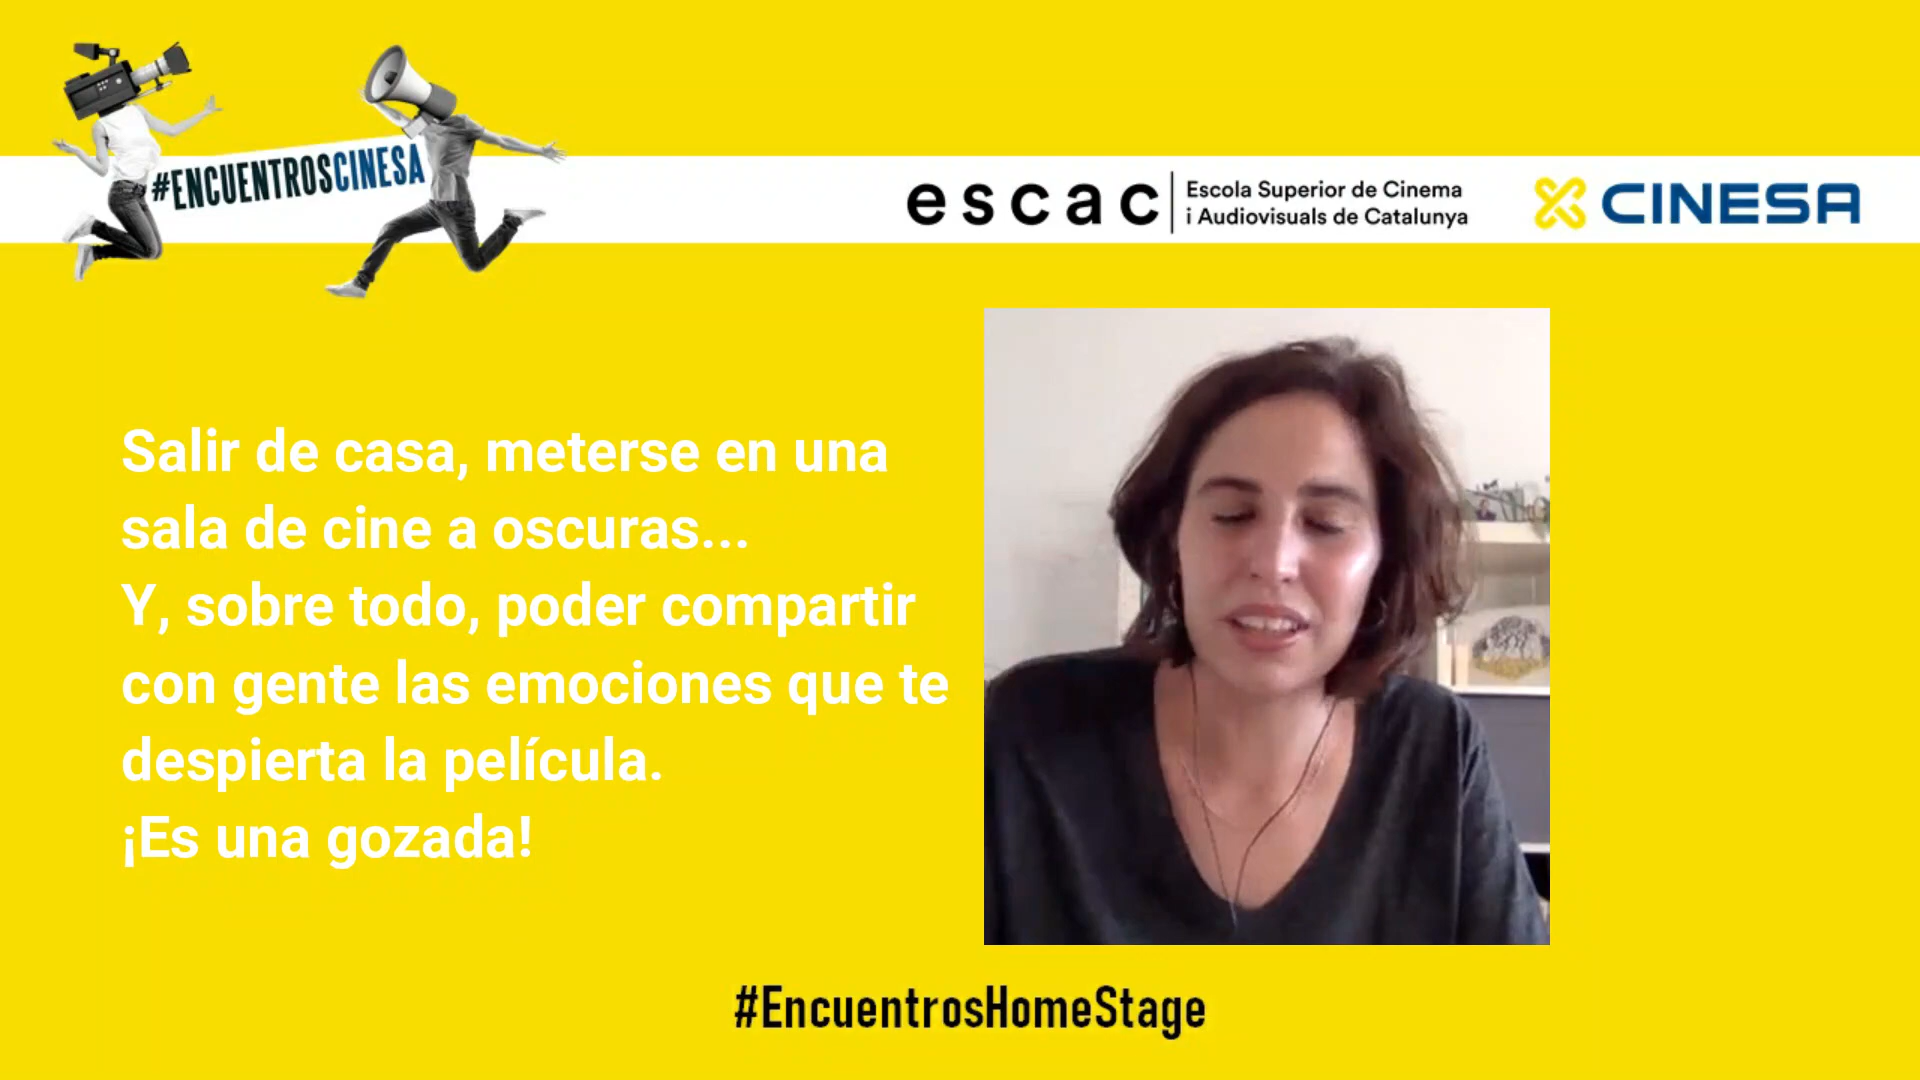 #ENCUENTROSCINESA
escac
Escola Superior de Cinema
i Audiovisuals de Catalunya
CINESA
Salir de casa, meterse en una
sala de cine a oscuras...
Y, sobre todo, poder compartir
con gente las emociones que te
despierta la película.
¡Es una gozada!
#EncuentrosHomeStage